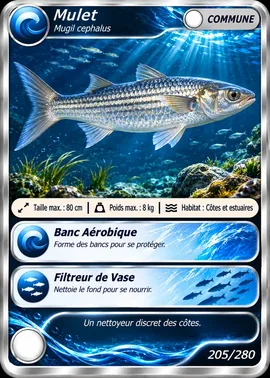 Mulet
Mugil cephalus
COMMUNE
Taille max. : 80 cm | Poids max. : 8 kg | Habitat : Côtes et estuaires
Banc Aérobique
Forme des bancs pour se protéger.
Filtreur de Vase
Nettoie le fond pour se nourrir.
Un nettoyeur discret des côtes.
205/280